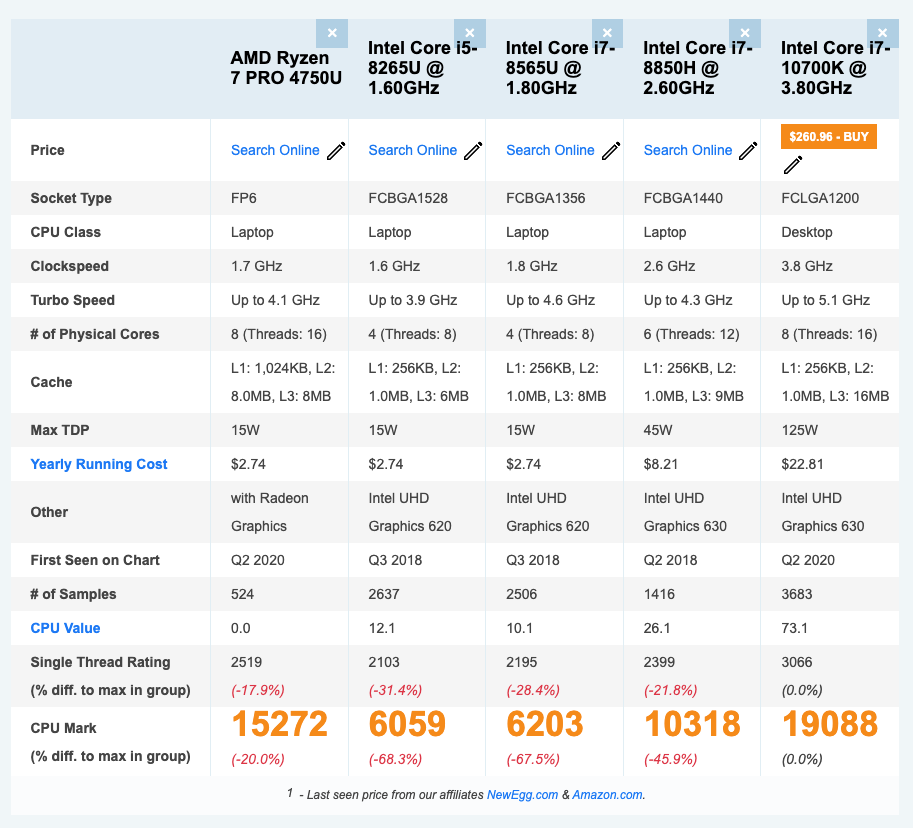 × × × × ×
AMD Ryzen 7 PRO 4750U Intel Core i5-8265U @ 1.60GHz Intel Core i7-8565U @ 1.80GHz Intel Core i7-8850H @ 2.60GHz Intel Core i7-10700K @ 3.80GHz
Price Search Online Search Online Search Online Search Online $260.96 - BUY
Socket Type FP6 FCBGA1528 FCBGA1356 FCBGA1440 FCLGA1200
CPU Class Laptop Laptop Laptop Laptop Desktop
Clockspeed 1.7 GHz 1.6 GHz 1.8 GHz 2.6 GHz 3.8 GHz
Turbo Speed Up to 4.1 GHz Up to 3.9 GHz Up to 4.6 GHz Up to 4.3 GHz Up to 5.1 GHz
# of Physical Cores 8 (Threads: 16) 4 (Threads: 8) 4 (Threads: 8) 6 (Threads: 12) 8 (Threads: 16)
Cache L1: 1,024KB, L2: 8.0MB, L3: 8MB L1: 256KB, L2: 1.0MB, L3: 6MB L1: 256KB, L2: 1.0MB, L3: 8MB L1: 256KB, L2: 1.0MB, L3: 9MB L1: 256KB, L2: 1.0MB, L3: 16MB
Max TDP 15W 15W 15W 45W 125W
Yearly Running Cost $2.74 $2.74 $2.74 $8.21 $22.81
Other with Radeon Graphics Intel UHD Graphics 620 Intel UHD Graphics 620 Intel UHD Graphics 630 Intel UHD Graphics 630
First Seen on Chart Q2 2020 Q3 2018 Q3 2018 Q2 2018 Q2 2020
# of Samples 524 2637 2506 1416 3683
CPU Value 0.0 12.1 10.1 26.1 73.1
Single Thread Rating 2519 2103 2195 2399 3066
(% diff. to max in group) (-17.9%) (-31.4%) (-28.4%) (-21.8%) (0.0%)
CPU Mark 15272 6059 6203 10318 19088
(% diff. to max in group) (-20.0%) (-68.3%) (-67.5%) (-45.9%) (0.0%)
1 - Last seen price from our affiliates NewEgg.com & Amazon.com.